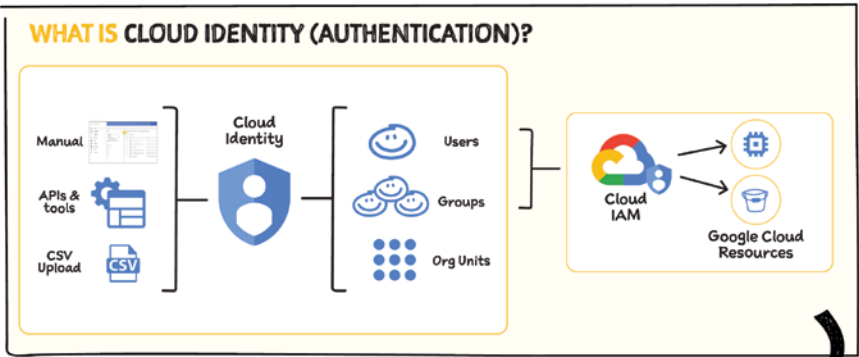 WHAT IS CLOUD IDENTITY (AUTHENTICATION)?
Manual
APIs &
tools
CSV
Upload
CSV
Cloud
Identity
Users
Groups
Org Units
Cloud
IAM
Google Cloud
Resources